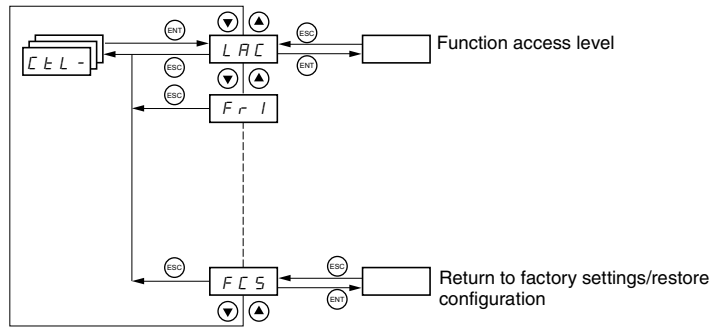 ENT
ESC
LAC
Function access level
CtL-
ESC
ENT
ESC
Fr1
ESC
ESC
FCS
Return to factory settings/restore
configuration
ENT